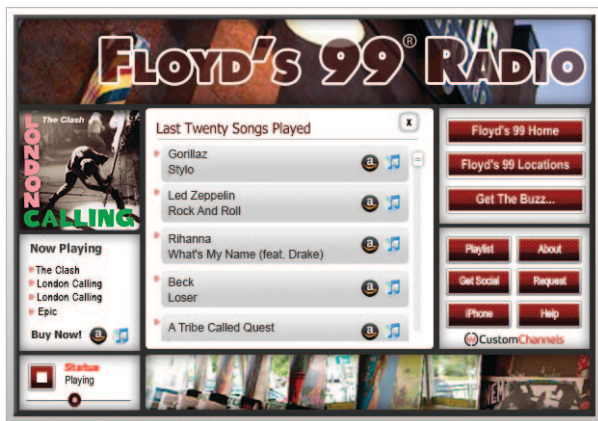 FLOYD'S 99® RADIO
The Clash
LONDON
CALLING
Now Playing
The Clash
London Calling
London Calling
Epic
Buy Now!
Status
Playing
Last Twenty Songs Played
x
Gorillaz
Stylo
Led Zeppelin
Rock And Roll
Rihanna
What's My Name (feat. Drake)
Beck
Loser
A Tribe Called Quest
Floyd's 99 Home
Floyd's 99 Locations
Get The Buzz...
Playlist
About
Get Social
Request
iPhone
Help
CustomChannels